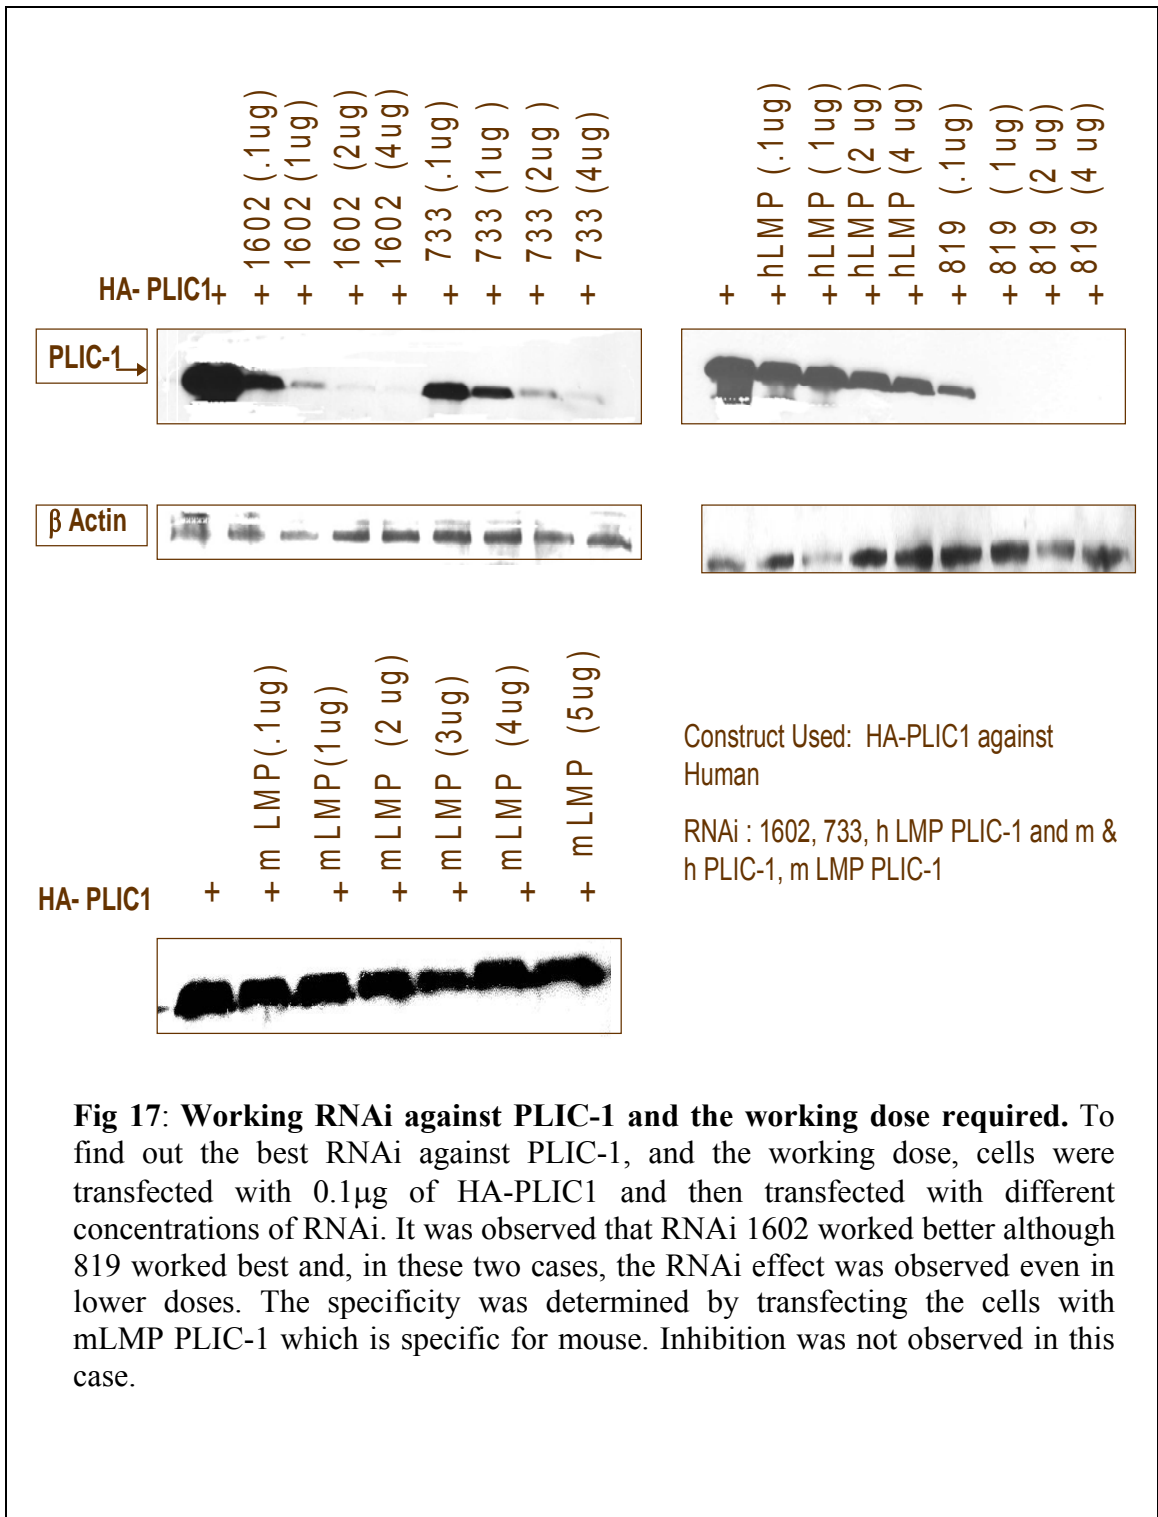 1602 (.1ug)
1602 (1ug)
1602 (2ug)
1602 (4ug)
733 (.1ug)
733 (1ug)
733 (2ug)
733 (4ug)
HA- PLIC1 + + + + + + + + +
hLMP (.1ug)
hLMP ( 1ug)
hLMP (2 ug)
hLMP (4 ug)
819 (.1ug)
819 (.1ug)
819 (2 ug)
819 (4 ug)
+ + + + + + + + +
PLIC-1
β Actin
m LMP(.1ug)
m LMP(1ug)
m LMP (2 ug)
m LMP (3ug)
m LMP (4ug)
m LMP (5ug)
HA- PLIC1 + + + + + + +
Construct Used: HA-PLIC1 against
Human
RNAi : 1602, 733, h LMP PLIC-1 and m &
h PLIC-1, m LMP PLIC-1
Fig 17: Working RNAi against PLIC-1 and the working dose required. To
find out the best RNAi against PLIC-1, and the working dose, cells were
transfected with 0.1μg of HA-PLIC1 and then transfected with different
concentrations of RNAi. It was observed that RNAi 1602 worked better although
819 worked best and, in these two cases, the RNAi effect was observed even in
lower doses. The specificity was determined by transfecting the cells with
mLMP PLIC-1 which is specific for mouse. Inhibition was not observed in this
case.